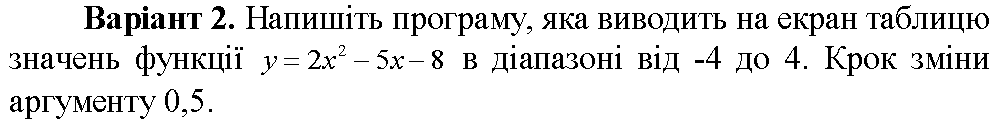 Варіант 2. Напишіть програму, яка виводить на екран таблицю
значень функції y = 2x² − 5x − 8 в діапазоні від -4 до 4. Крок зміни
аргументу 0,5.